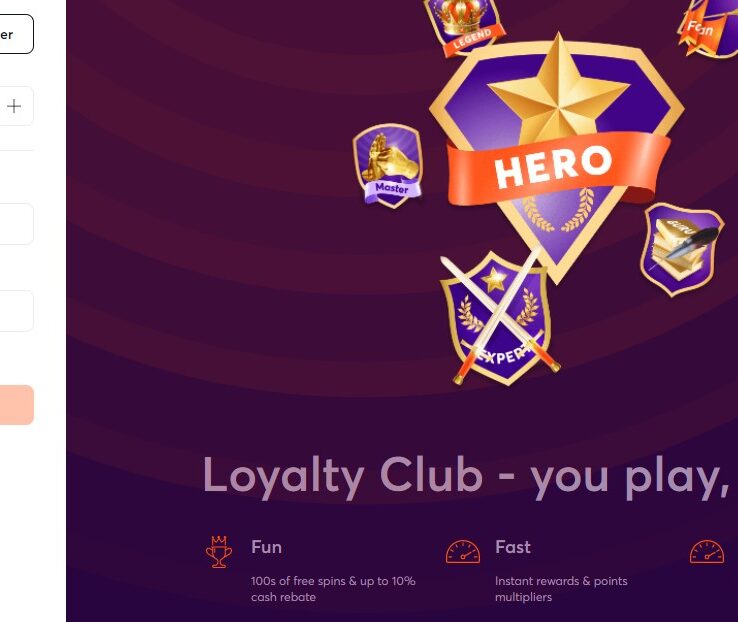 er
LEGEND
Fan
HERO
Master
GURU
EXPERT
Loyalty Club - you play,
Fun
Fast
100s of free spins & up to 10%
cash rebate
Instant rewards & points
multipliers